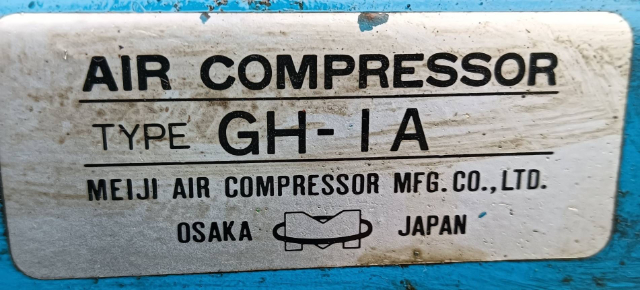 AIR COMPRESSOR
TYPE GH-1A
MEIJI AIR COMPRESSOR MFG. CO., LTD.
OSAKA JAPAN